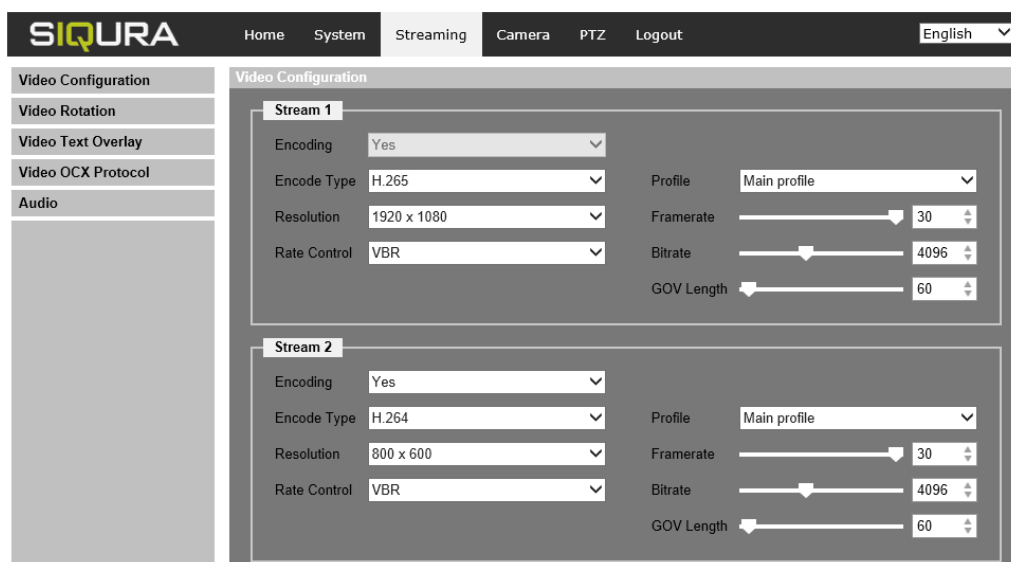 SIQURA Home System Streaming Camera PTZ Logout English
Video Configuration
Video Rotation
Video Text Overlay
Video OCX Protocol
Audio
Video Configuration
Stream 1
Encoding Yes
Encode Type H.265 Profile Main profile
Resolution 1920 x 1080 Framerate 30
Rate Control VBR Bitrate 4096
GOV Length 60
Stream 2
Encoding Yes
Encode Type H.264 Profile Main profile
Resolution 800 x 600 Framerate 30
Rate Control VBR Bitrate 4096
GOV Length 60